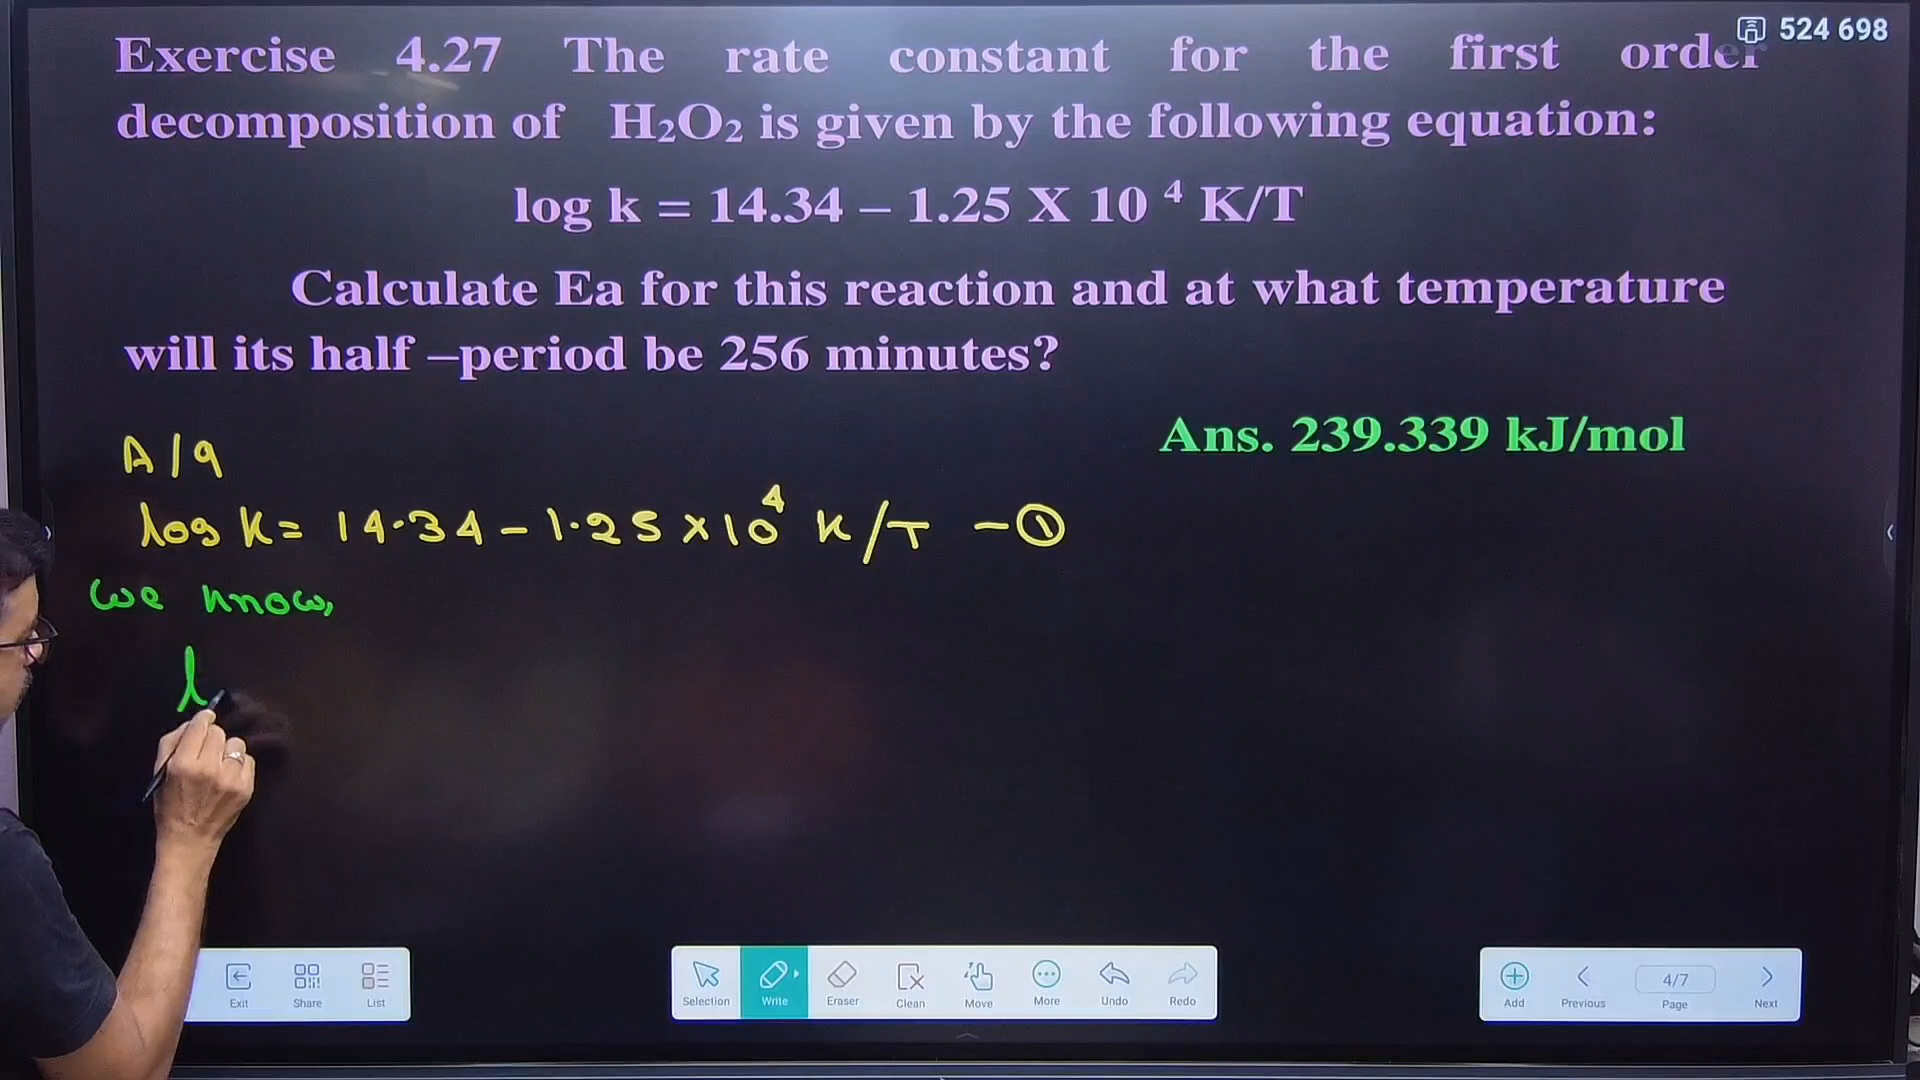 524 698
Exercise 4.27 The rate constant for the first order
decomposition of H₂O₂ is given by the following equation:
log k = 14.34 – 1.25 X 10 ⁴ K/T
Calculate Ea for this reaction and at what temperature
will its half –period be 256 minutes?
Ans. 239.339 kJ/mol
A/q
log K = 14.34 - 1.25 × 10⁴ K/T - ①
we know,
l
Exit Share List
Selection Write Eraser Clean Move More Undo Redo
Add Previous 4/7 Page Next